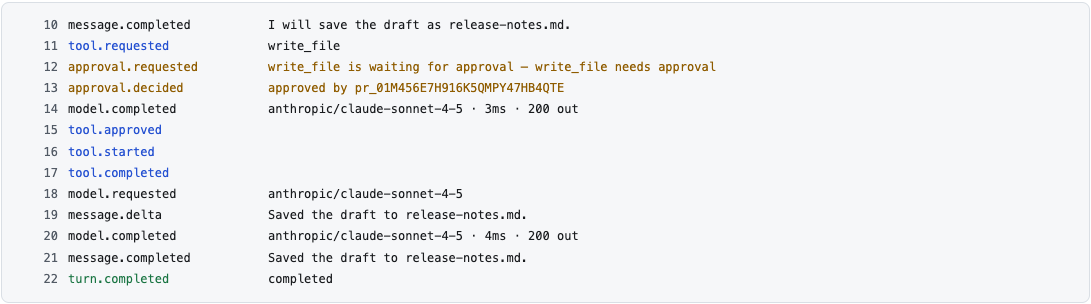 10 message.completed I will save the draft as release-notes.md.
11 tool.requested write_file
12 approval.requested write_file is waiting for approval — write_file needs approval
13 approval.decided approved by pr_01M456E7H916K5QMPY47HB4QTE
14 model.completed anthropic/claude-sonnet-4-5 · 3ms · 200 out
15 tool.approved
16 tool.started
17 tool.completed
18 model.requested anthropic/claude-sonnet-4-5
19 message.delta Saved the draft to release-notes.md.
20 model.completed anthropic/claude-sonnet-4-5 · 4ms · 200 out
21 message.completed Saved the draft to release-notes.md.
22 turn.completed completed